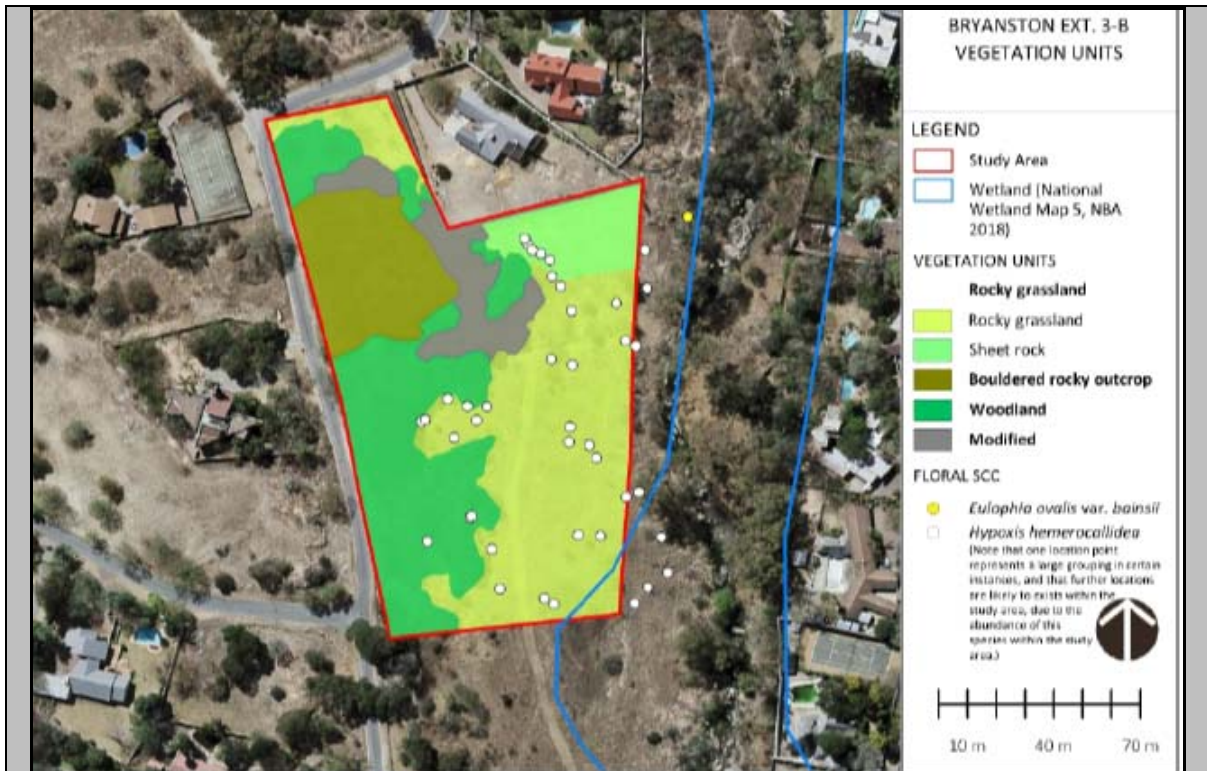 BRYANSTON EXT. 3-B
VEGETATION UNITS
LEGEND
Study Area
Wetland (National
Wetland Map 5, NBA
2018)
VEGETATION UNITS
Rocky grassland
Rocky grassland
Sheet rock
Bouldered rocky outcrop
Woodland
Modified
FLORAL SCC
Eulophia ovalis var. bainsii
Hypoxis hemerocallidea
(Note that one location point
represents a large grouping in certain
instances, and that further locations
are likely to exists within the
study area, due to the
abundance of this
species within the study
area.)
10 m 40 m 70 m